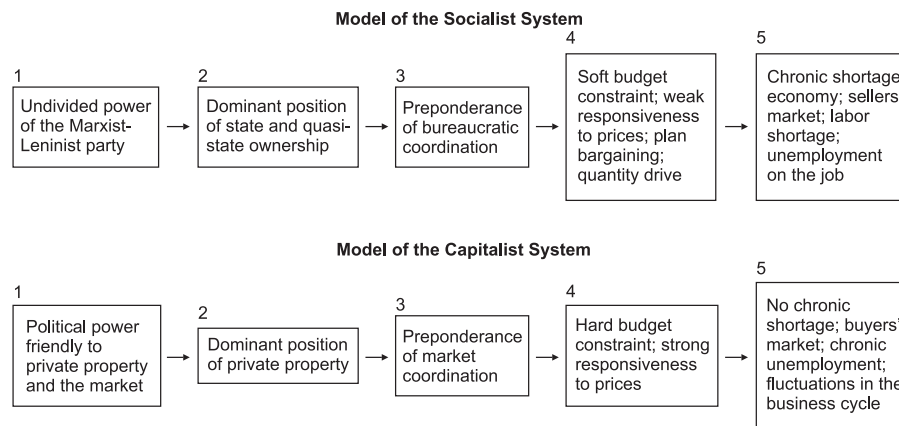 Model of the Socialist System
1
Undivided power
of the Marxist-
Leninist party
2
Dominant position
of state and quasi-
state ownership
3
Preponderance
of bureaucratic
coordination
4
Soft budget
constraint; weak
responsiveness
to prices; plan
bargaining;
quantity drive
5
Chronic shortage
economy; sellers
market; labor
shortage;
unemployment
on the job
Model of the Capitalist System
1
Political power
friendly to
private property
and the market
2
Dominant position
of private property
3
Preponderance
of market
coordination
4
Hard budget
constraint; strong
responsiveness
to prices
5
No chronic
shortage; buyers’
market; chronic
unemployment;
fluctuations in the
business cycle